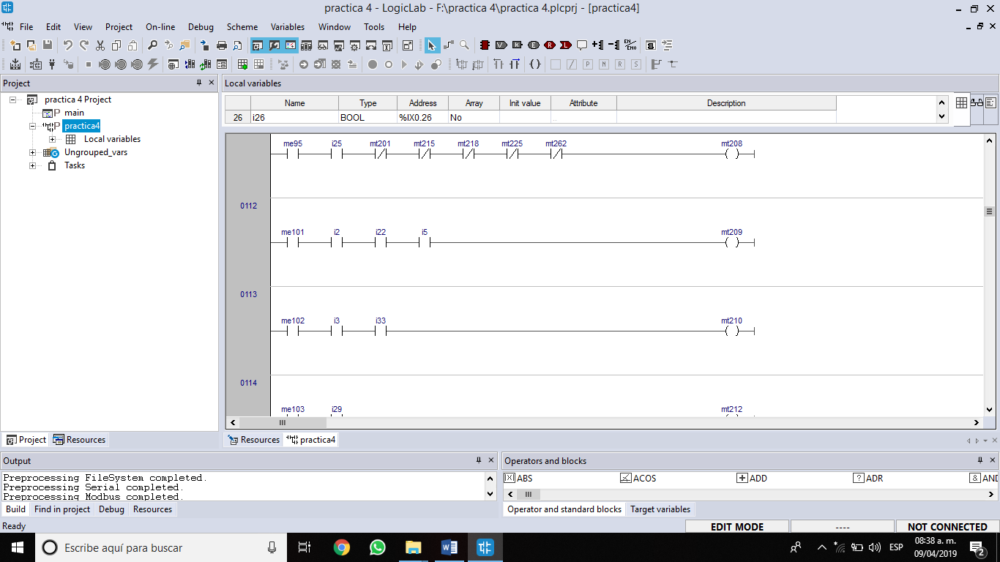 practica 4 - LogicLab - F:\practica 4\practica 4.plcprj - [practica4]
File Edit View Project On-line Debug Scheme Variables Window Tools Help
Project
practica 4 Project
main
practica4
Local variables
Ungrouped_vars
Tasks
Project Resources
Local variables
Name Type Address Array Init value Attribute Description
26 i26 BOOL %IX0.26 No ..
me95 i25 mt201 mt215 mt218 mt225 mt262 mt208
0112
me101 i2 i22 i5 mt209
0113
me102 i3 i33 mt210
0114
me103 i29 mt212
Resources practica4
Output
Preprocessing FileSystem completed.
Preprocessing Serial completed.
Preprocessing Modbus completed.
Build Find in project Debug Resources
Operators and blocks
ABS ACOS ADD ADR AND
Operator and standard blocks Target variables
Ready
EDIT MODE ---- NOT CONNECTED
Escribe aquí para buscar
ESP
08:38 a. m.
09/04/2019
2